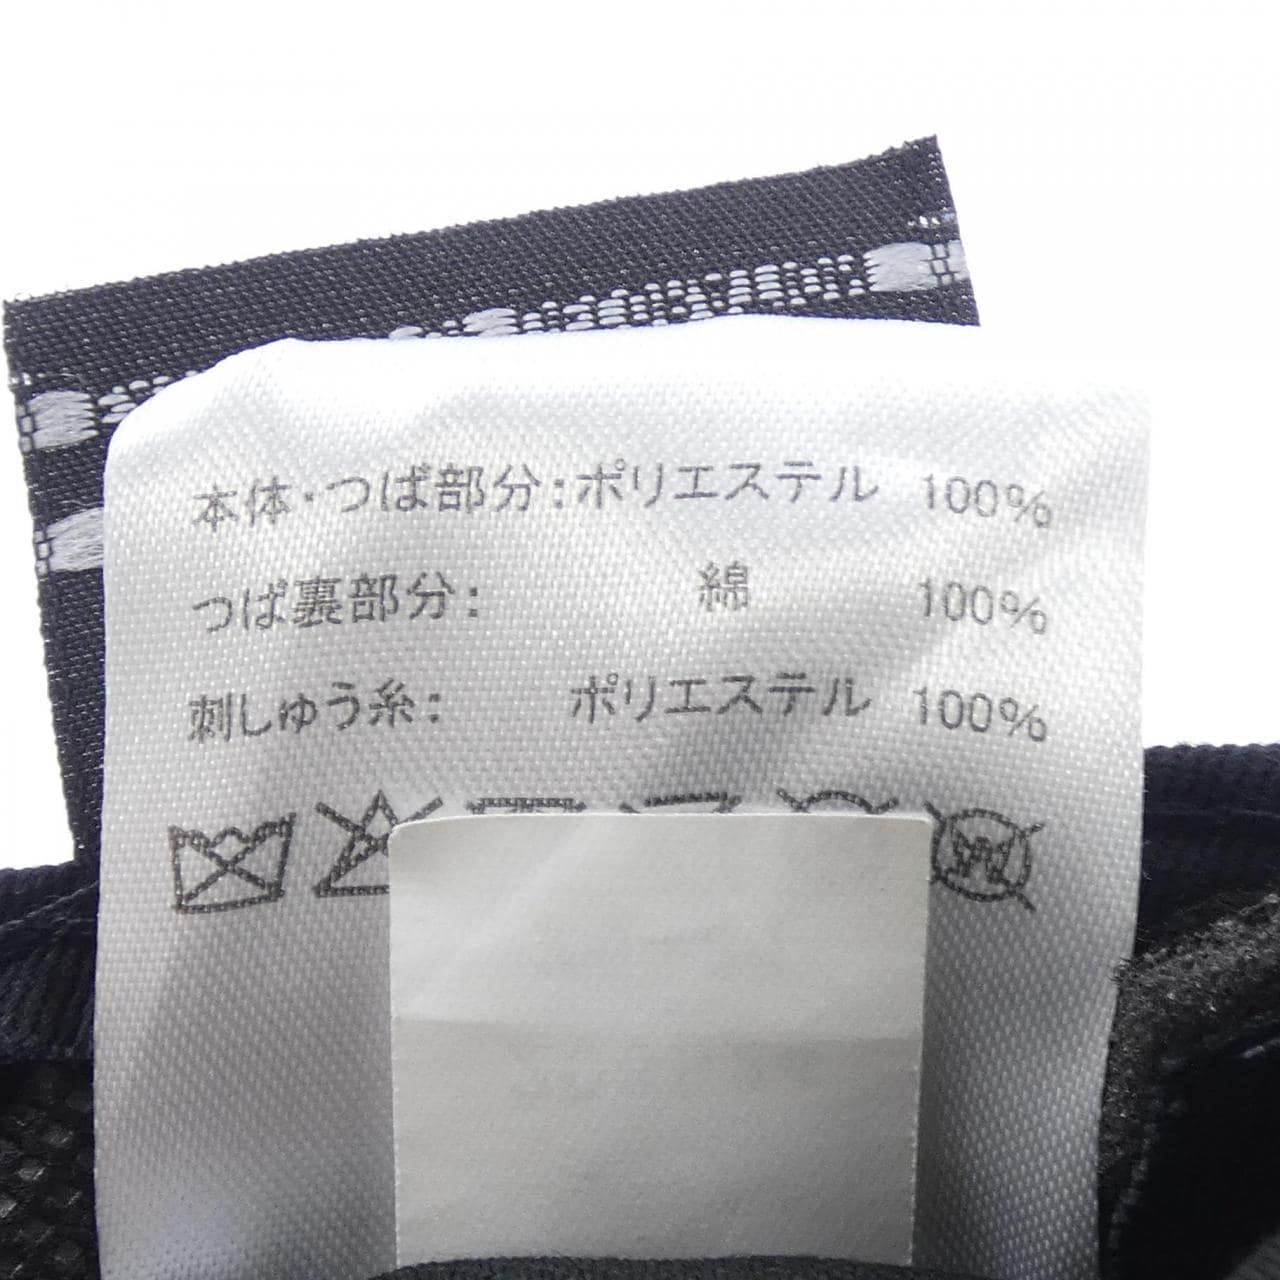 本体・つば部分：ポリエステル 100%
つば裏部分： 綿 100%
刺しゅう糸： ポリエステル 100%